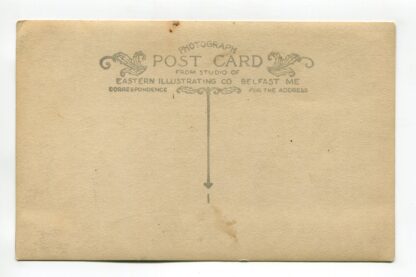 PHOTOGRAPH
POST CARD
FROM STUDIO OF
EASTERN ILLUSTRATING CO. BELFAST ME
CORRESPONDENCE FOR THE ADDRESS